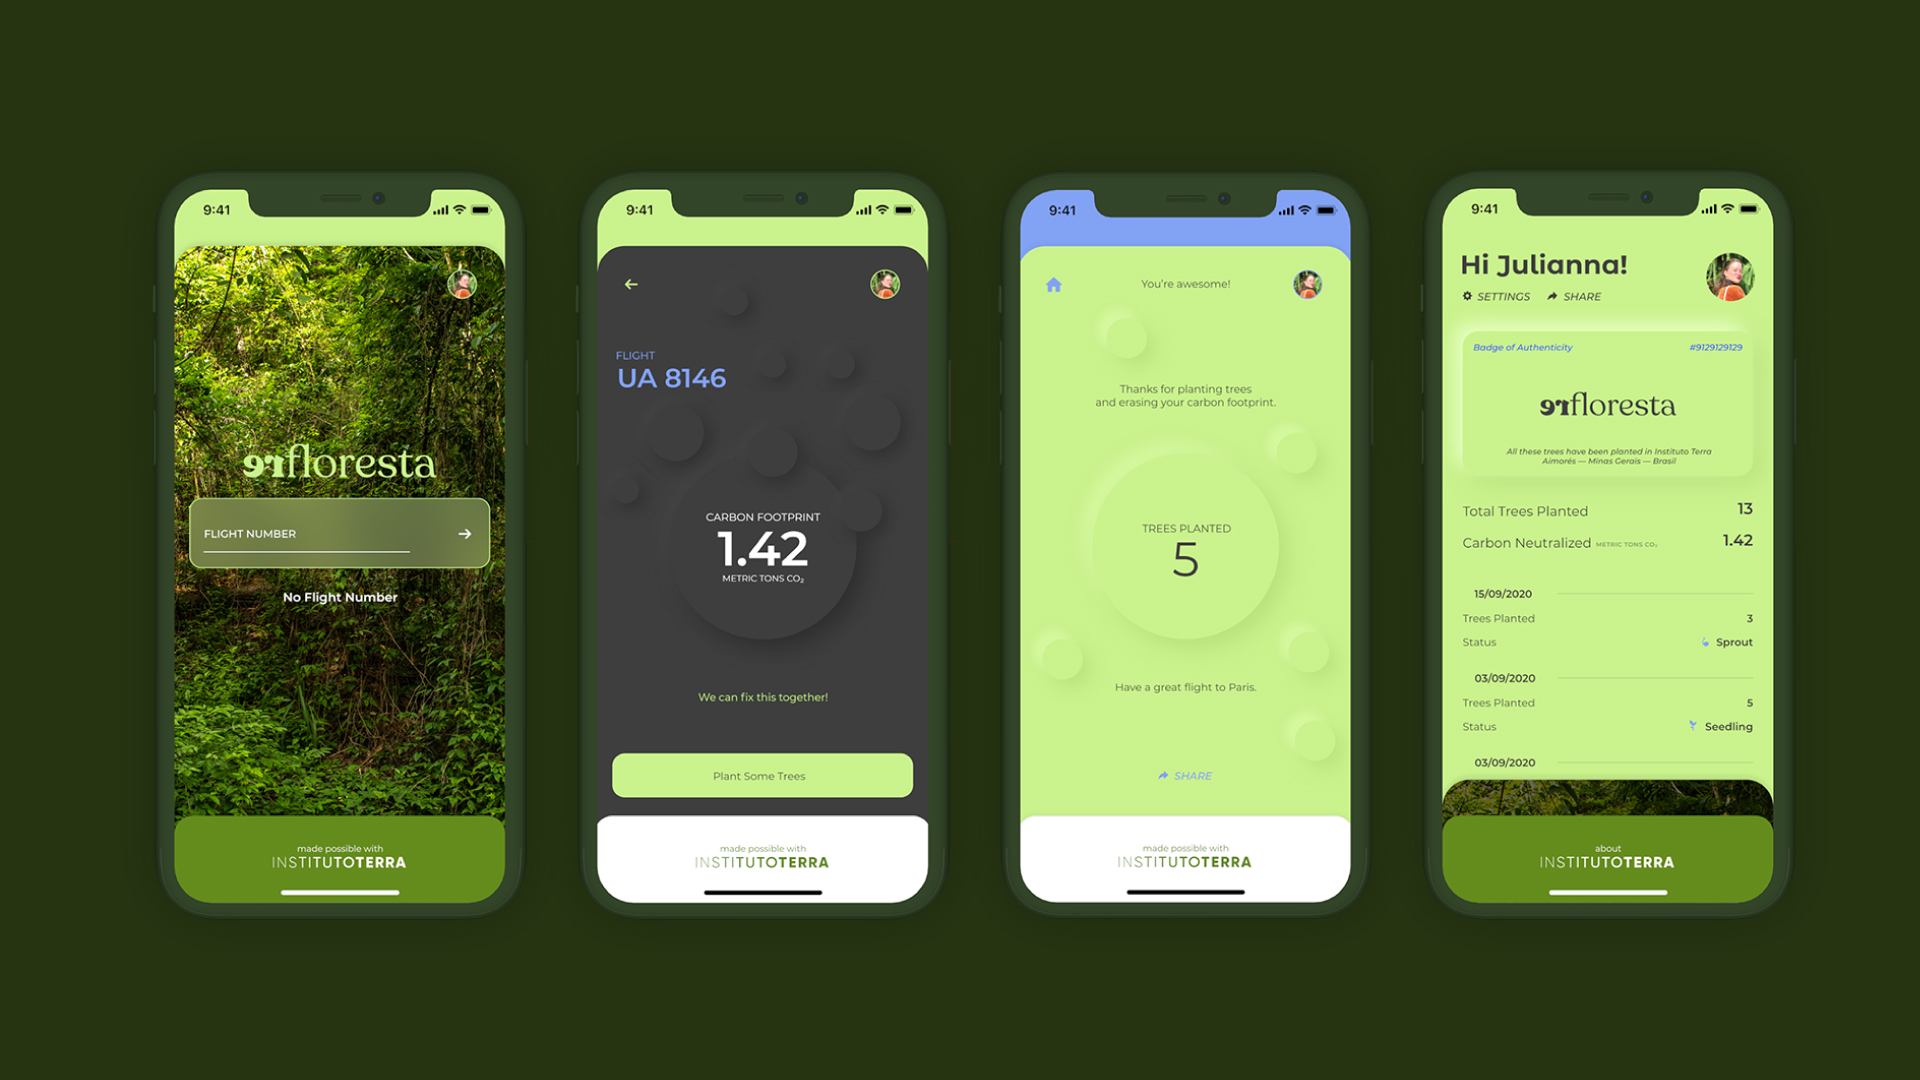 9:41
refloresta
FLIGHT NUMBER
No Flight Number
made possible with
INSTITUTOTERRA
9:41
FLIGHT
UA 8146
CARBON FOOTPRINT
1.42
METRIC TONS CO₂
We can fix this together!
Plant Some Trees
made possible with
INSTITUTOTERRA
9:41
You're awesome!
Thanks for planting trees
and erasing your carbon footprint.
TREES PLANTED
5
Have a great flight to Paris.
SHARE
made possible with
INSTITUTOTERRA
9:41
Hi Julianna!
SETTINGS SHARE
Badge of Authenticity #9129129129
refloresta
All these trees have been planted in Instituto Terra
Aimorés — Minas Gerais — Brasil
Total Trees Planted 13
Carbon Neutralized METRIC TONS CO₂ 1.42
15/09/2020
Trees Planted 3
Status Sprout
03/09/2020
Trees Planted 5
Status Seedling
03/09/2020
about
INSTITUTOTERRA